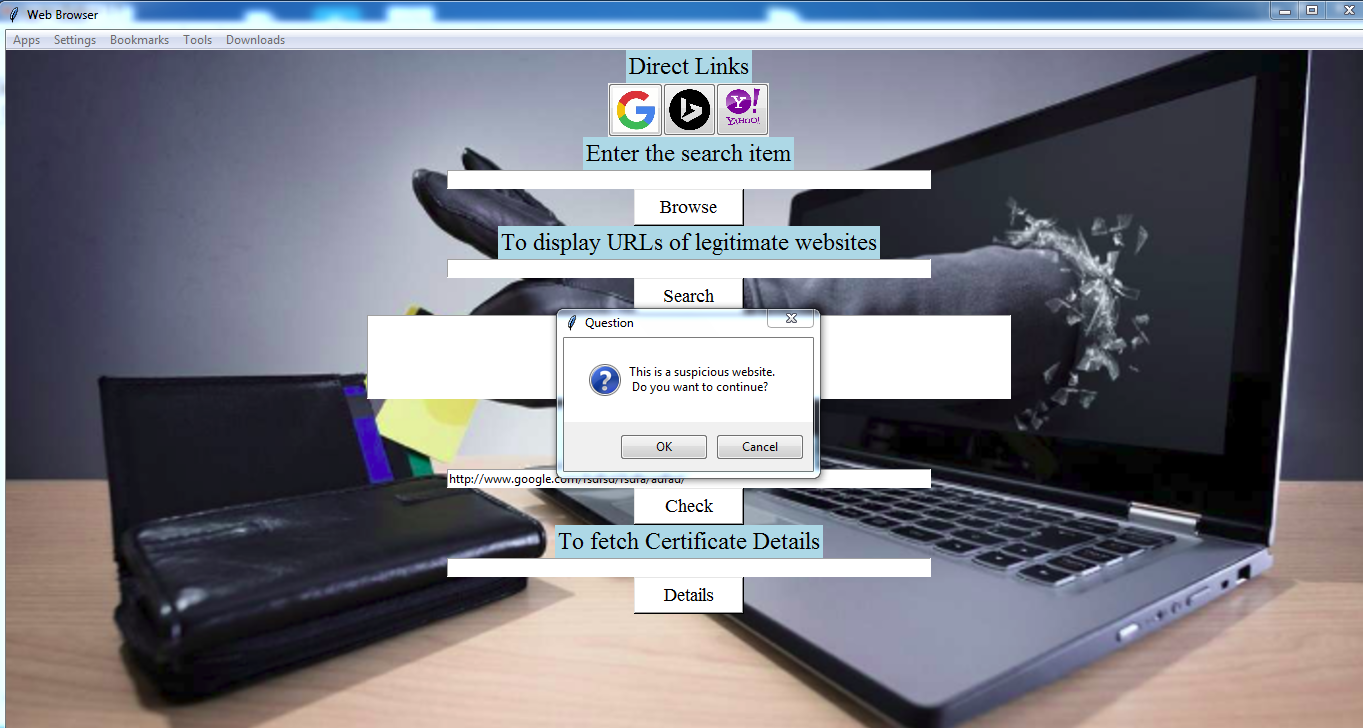 Web Browser
Apps Settings Bookmarks Tools Downloads
Direct Links
YAHOO!
Enter the search item
Browse
To display URLs of legitimate websites
Search
Question
This is a suspicious website.
Do you want to continue?
OK Cancel
http://www.google.com/
Check
To fetch Certificate Details
Details